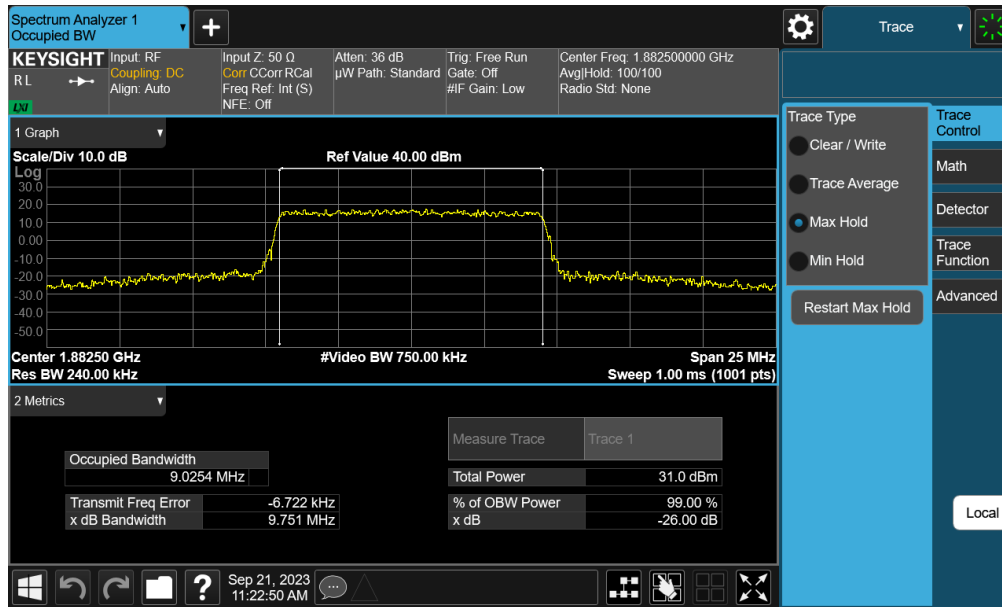 Spectrum Analyzer 1
Occupied BW
+
Trace
KEYSIGHT
R L
LXI
Input: RF
Coupling: DC
Align: Auto
Input Z: 50 Ω
Corr CCorr RCal
Freq Ref: Int (S)
NFE: Off
Atten: 36 dB
µW Path: Standard
Trig: Free Run
Gate: Off
#IF Gain: Low
Center Freq: 1.882500000 GHz
Avg|Hold: 100/100
Radio Std: None
1 Graph
Scale/Div 10.0 dB
Ref Value 40.00 dBm
Log
30.0
20.0
10.0
0.00
-10.0
-20.0
-30.0
-40.0
-50.0
Center 1.88250 GHz
#Video BW 750.00 kHz
Span 25 MHz
Res BW 240.00 kHz
Sweep 1.00 ms (1001 pts)
2 Metrics
Measure Trace
Trace 1
Occupied Bandwidth
9.0254 MHz
Total Power
31.0 dBm
Transmit Freq Error
-6.722 kHz
% of OBW Power
99.00 %
x dB Bandwidth
9.751 MHz
x dB
-26.00 dB
Trace Type
Clear / Write
Trace Average
Max Hold
Min Hold
Restart Max Hold
Trace
Control
Math
Detector
Trace
Function
Advanced
Local
?
Sep 21, 2023
11:22:50 AM